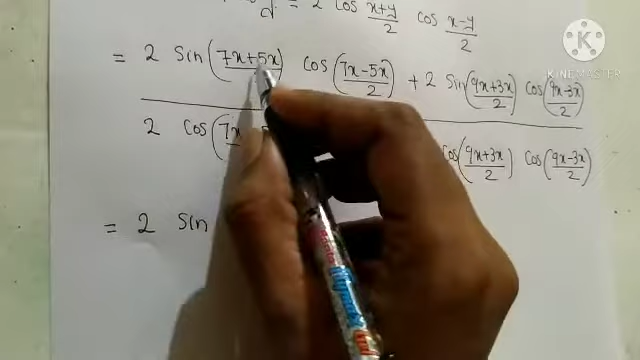 d = 2 cos x+y/2 cos x-y/2
= 2 sin(7x+5x) cos(7x-5x/2) + 2 sin(9x+3x/2) cos(9x-3x/2)
2 cos(7x cos(9x+3x/2) cos(9x-3x/2)
= 2 sin
KINEMASTER